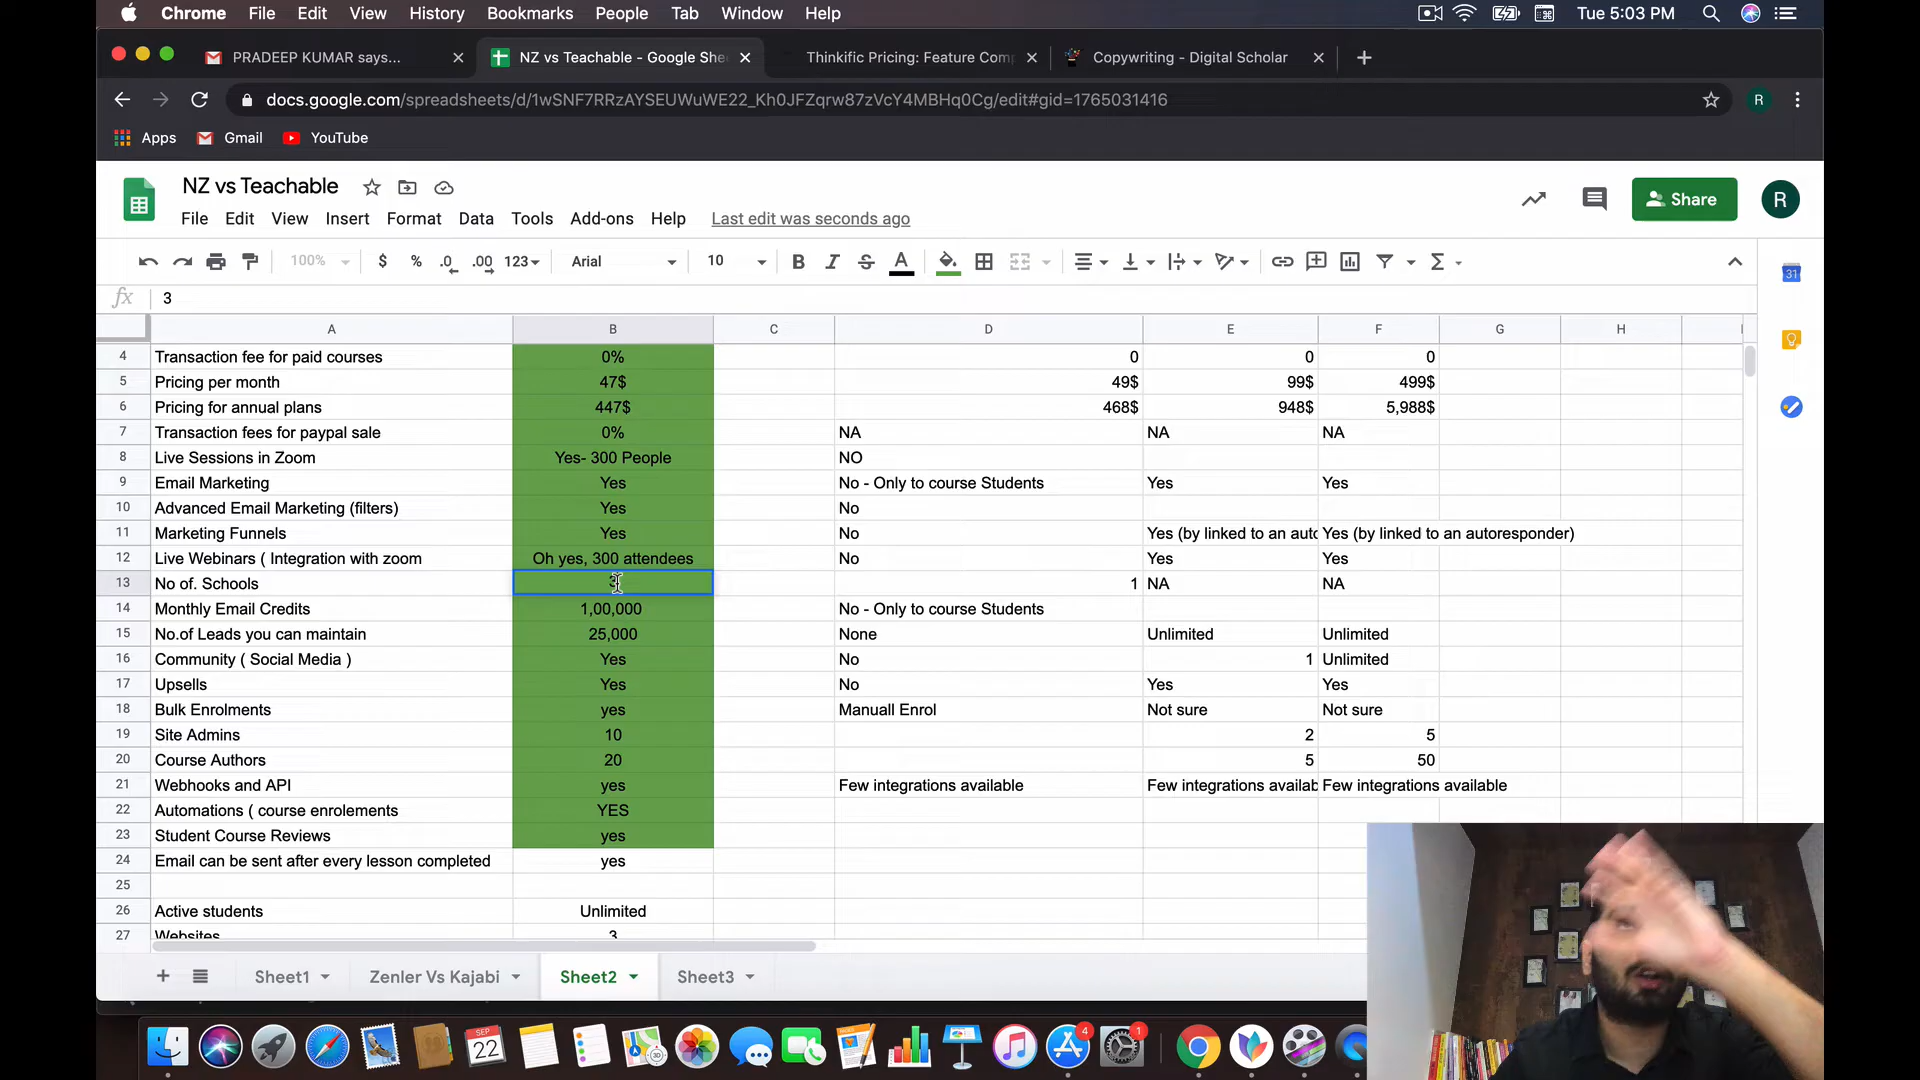 Chrome File Edit View History Bookmarks People Tab Window Help Tue 5:03 PM
PRADEEP KUMAR says... NZ vs Teachable - Google She Thinkific Pricing: Feature Comp Copywriting - Digital Scholar
docs.google.com/spreadsheets/d/1wSNF7RRzAYSEUWuWE22_Kh0JFZqrw87zVcY4MBHq0Cg/edit#gid=1765031416 R
Apps Gmail YouTube
NZ vs Teachable
Share R
File Edit View Insert Format Data Tools Add-ons Help Last edit was seconds ago
100% $ % .0 .00 123 Arial 10 B I S A Σ
31
fx 3
A B C D E F G H
4 Transaction fee for paid courses 0% 0 0 0
5 Pricing per month 47$ 49$ 99$ 499$
6 Pricing for annual plans 447$ 468$ 948$ 5,988$
7 Transaction fees for paypal sale 0% NA NA NA
8 Live Sessions in Zoom Yes- 300 People NO
9 Email Marketing Yes No - Only to course Students Yes Yes
10 Advanced Email Marketing (filters) Yes No
11 Marketing Funnels Yes No Yes (by linked to an auto Yes (by linked to an autoresponder)
12 Live Webinars ( Integration with zoom Oh yes, 300 attendees No Yes Yes
13 No of. Schools 3 1 NA NA
14 Monthly Email Credits 1,00,000 No - Only to course Students
15 No.of Leads you can maintain 25,000 None Unlimited Unlimited
16 Community ( Social Media ) Yes No 1 Unlimited
17 Upsells Yes No Yes Yes
18 Bulk Enrolments yes Manuall Enrol Not sure Not sure
19 Site Admins 10 2 5
20 Course Authors 20 5 50
21 Webhooks and API yes Few integrations available Few integrations availab Few integrations available
22 Automations ( course enrolements YES
23 Student Course Reviews yes
24 Email can be sent after every lesson completed yes
25
26 Active students Unlimited
27 Websites 3
Sheet1 Zenler Vs Kajabi Sheet2 Sheet3
SEP
22
4
1